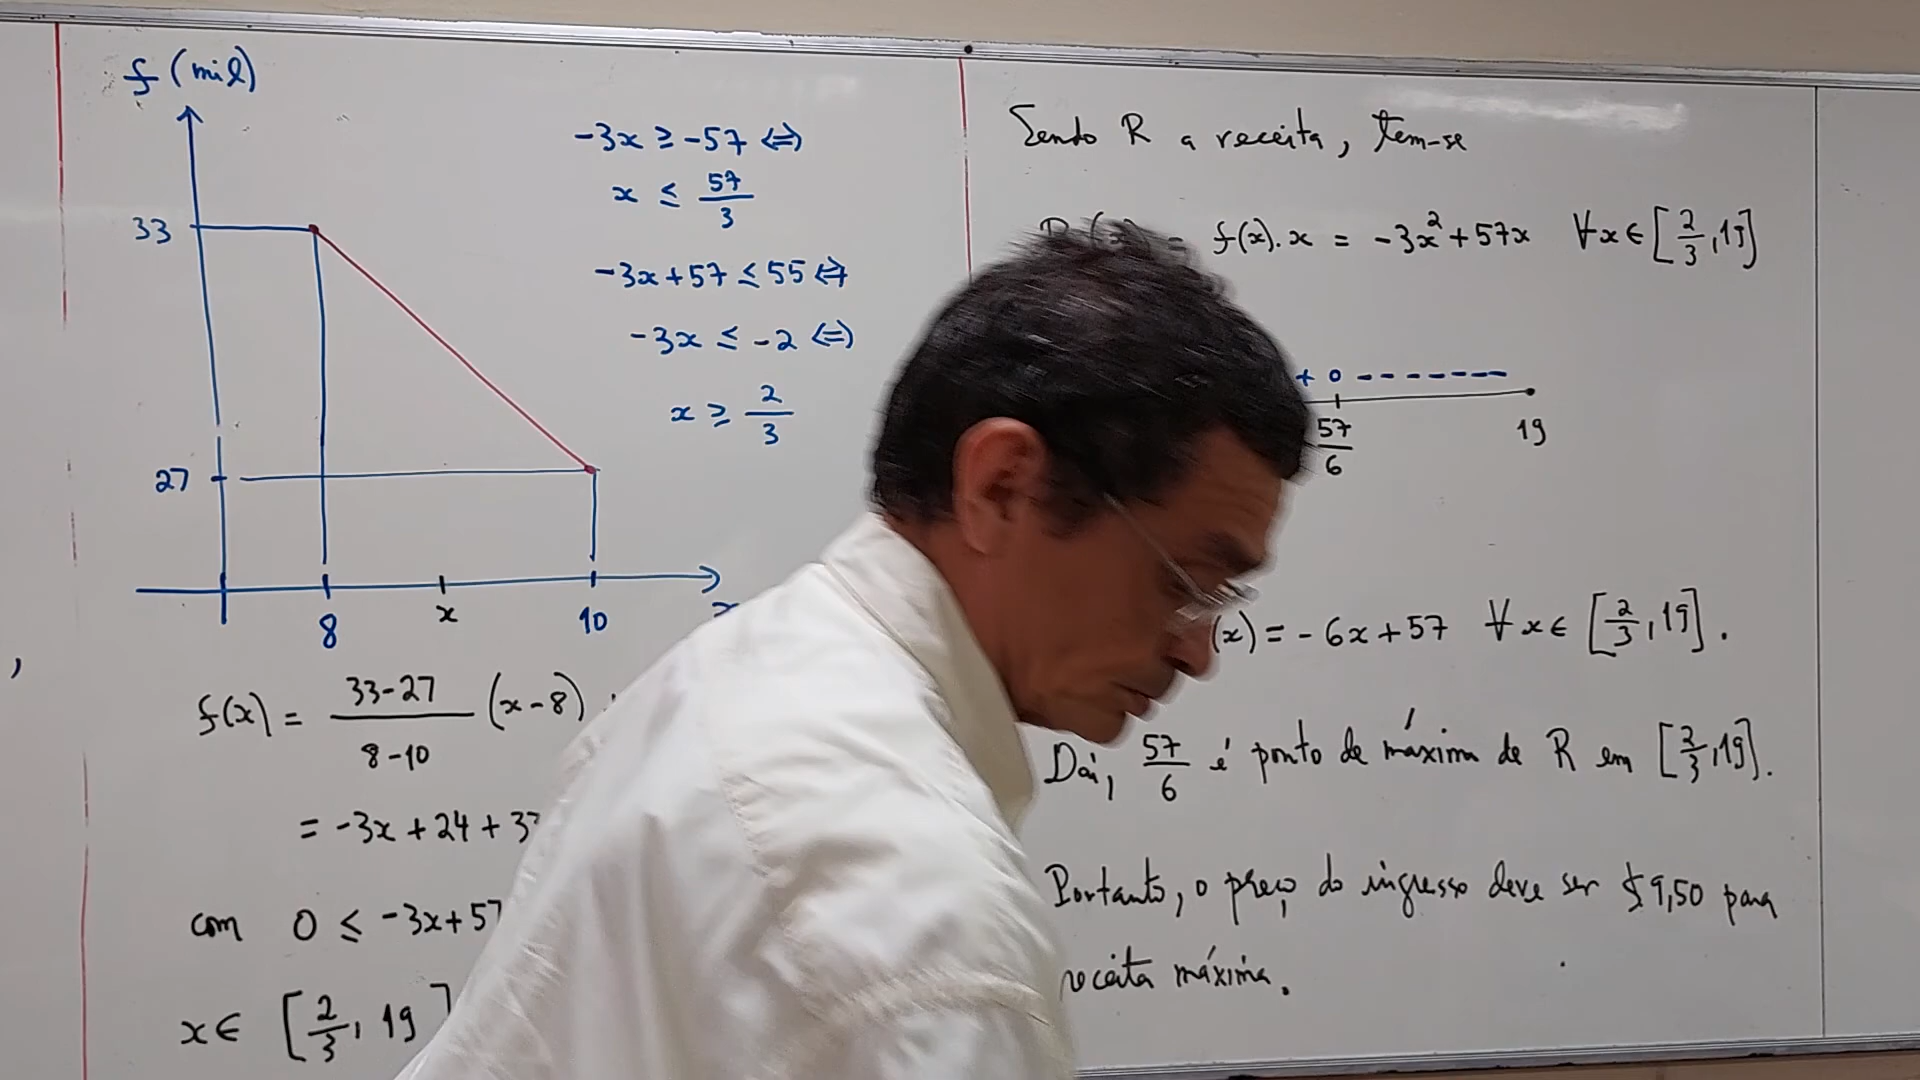 f (mil)
33
27
8
x
10
-3x ≥ -57 ⇔
x ≤ 57/3
-3x + 57 ≤ 55 ⇔
-3x ≤ -2 ⇔
x ≥ 2/3
f(x) = (33-27)/(8-10) (x-8)
= -3x + 24 + 3
com 0 ≤ -3x + 57
x ∈ [2/3, 19]
,
Sendo R a receita, tem-se
(x) = f(x).x = -3x² + 57x ∀x ∈ [2/3, 19]
+ 0 -------
57/6
19
(x) = -6x + 57 ∀x ∈ [2/3, 19].
Daí, 57/6 é ponto de máximo de R em [2/3, 19].
Portanto, o preço do ingresso deve ser $ 9,50 para
receita máxima.